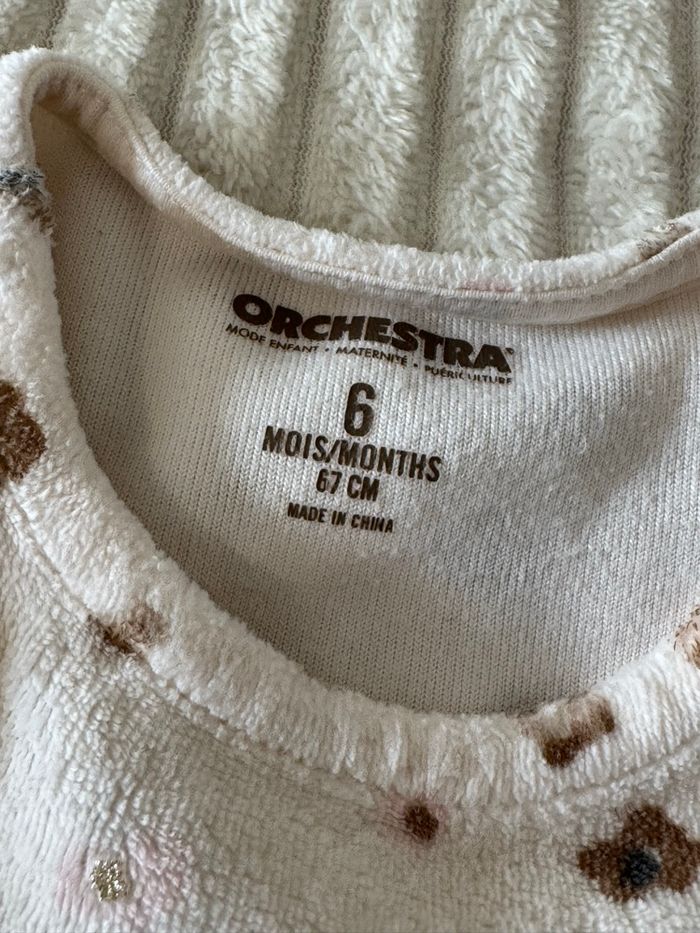 ORCHESTRA
MODE ENFANT • MATERNITÉ • PUÉRICULTURE
6
MOIS/MONTHS
67 CM
MADE IN CHINA